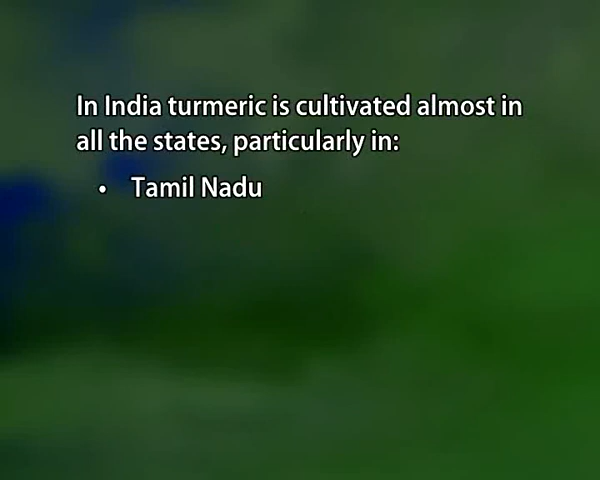 In India turmeric is cultivated almost in
all the states, particularly in:
• Tamil Nadu